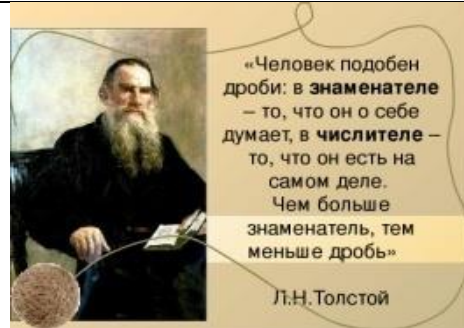 «Человек подобен
дроби: в знаменателе
– то, что он о себе
думает, в числителе –
то, что он есть на
самом деле.
Чем больше
знаменатель, тем
меньше дробь»
Л.Н.Толстой